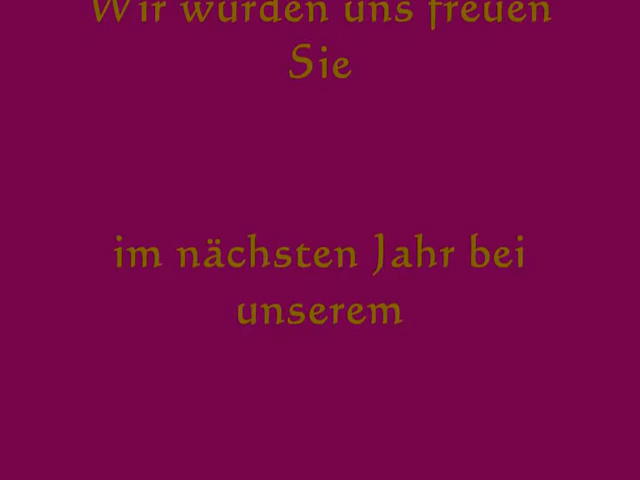 Wir würden uns freuen
Sie
im nächsten Jahr bei
unserem